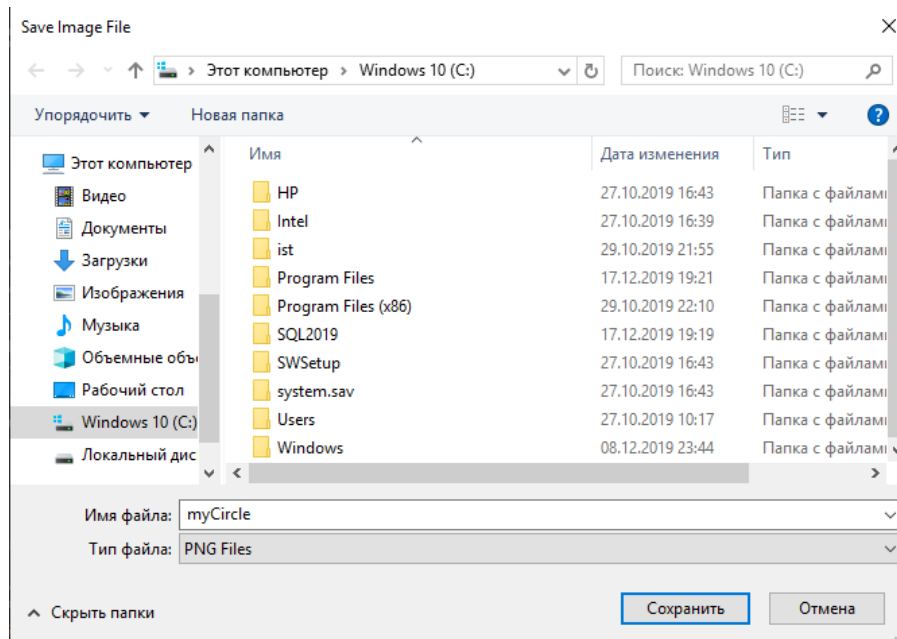 Save Image File
Этот компьютер > Windows 10 (C:)
Поиск: Windows 10 (C:)
Упорядочить
Новая папка
Этот компьютер
Видео
Документы
Загрузки
Изображения
Музыка
Объемные объ
Рабочий стол
Windows 10 (C:)
Локальный дис
Имя Дата изменения Тип
HP 27.10.2019 16:43 Папка с файлами
Intel 27.10.2019 16:39 Папка с файлами
ist 29.10.2019 21:55 Папка с файлами
Program Files 17.12.2019 19:21 Папка с файлами
Program Files (x86) 29.10.2019 22:10 Папка с файлами
SQL2019 17.12.2019 19:19 Папка с файлами
SWSetup 27.10.2019 16:43 Папка с файлами
system.sav 27.10.2019 16:43 Папка с файлами
Users 27.10.2019 10:17 Папка с файлами
Windows 08.12.2019 23:44 Папка с файлами
Имя файла: myCircle
Тип файла: PNG Files
Скрыть папки
Сохранить
Отмена